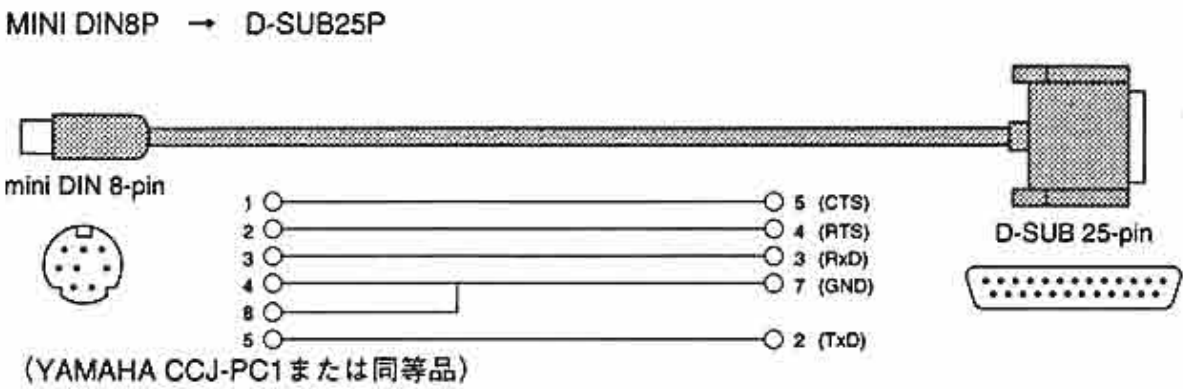 MINI DIN8P → D-SUB25P
mini DIN 8-pin
1 5 (CTS)
2 4 (RTS)
3 3 (RxD)
4 7 (GND)
8
5 2 (TxD)
D-SUB 25-pin
(YAMAHA CCJ-PC1または同等品)